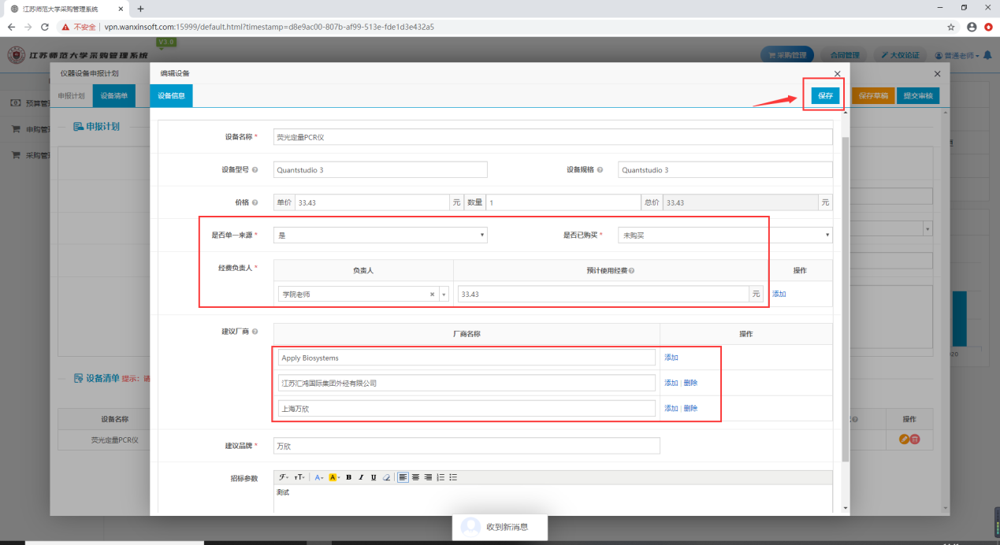 江苏师范大学采购管理系统
不安全 | vpn.wanxinsoft.com:15999/default.html?timestamp=d8e9ac00-807b-af99-513e-fde1d3e432a5
V3.0
江苏师范大学采购管理系统
采购管理 合同管理 大仪论证 普通老师
仪器设备申报计划 编辑设备
申报计划 设备清单 设备信息 保存 保存草稿 提交审核
预算管
申购管
采购管
申报计划
设备名称 * 荧光定量PCR仪
设备型号 Quantstudio 3 设备规格 Quantstudio 3
价格 单价 33.43 元 数量 1 总价 33.43 元
是否单一来源 * 是 是否已购买 * 未购买
经费负责人 * 负责人 预计使用经费 操作
学院老师 33.43 元 添加
建议厂商 厂商名称 操作
Apply Biosystems 添加
江苏汇鸿国际集团外经有限公司 添加 | 删除
上海万欣 添加 | 删除
设备清单 提示：请
设备名称 操作
荧光定量PCR仪
建议品牌 * 万欣
招标参数
测试
收到新消息